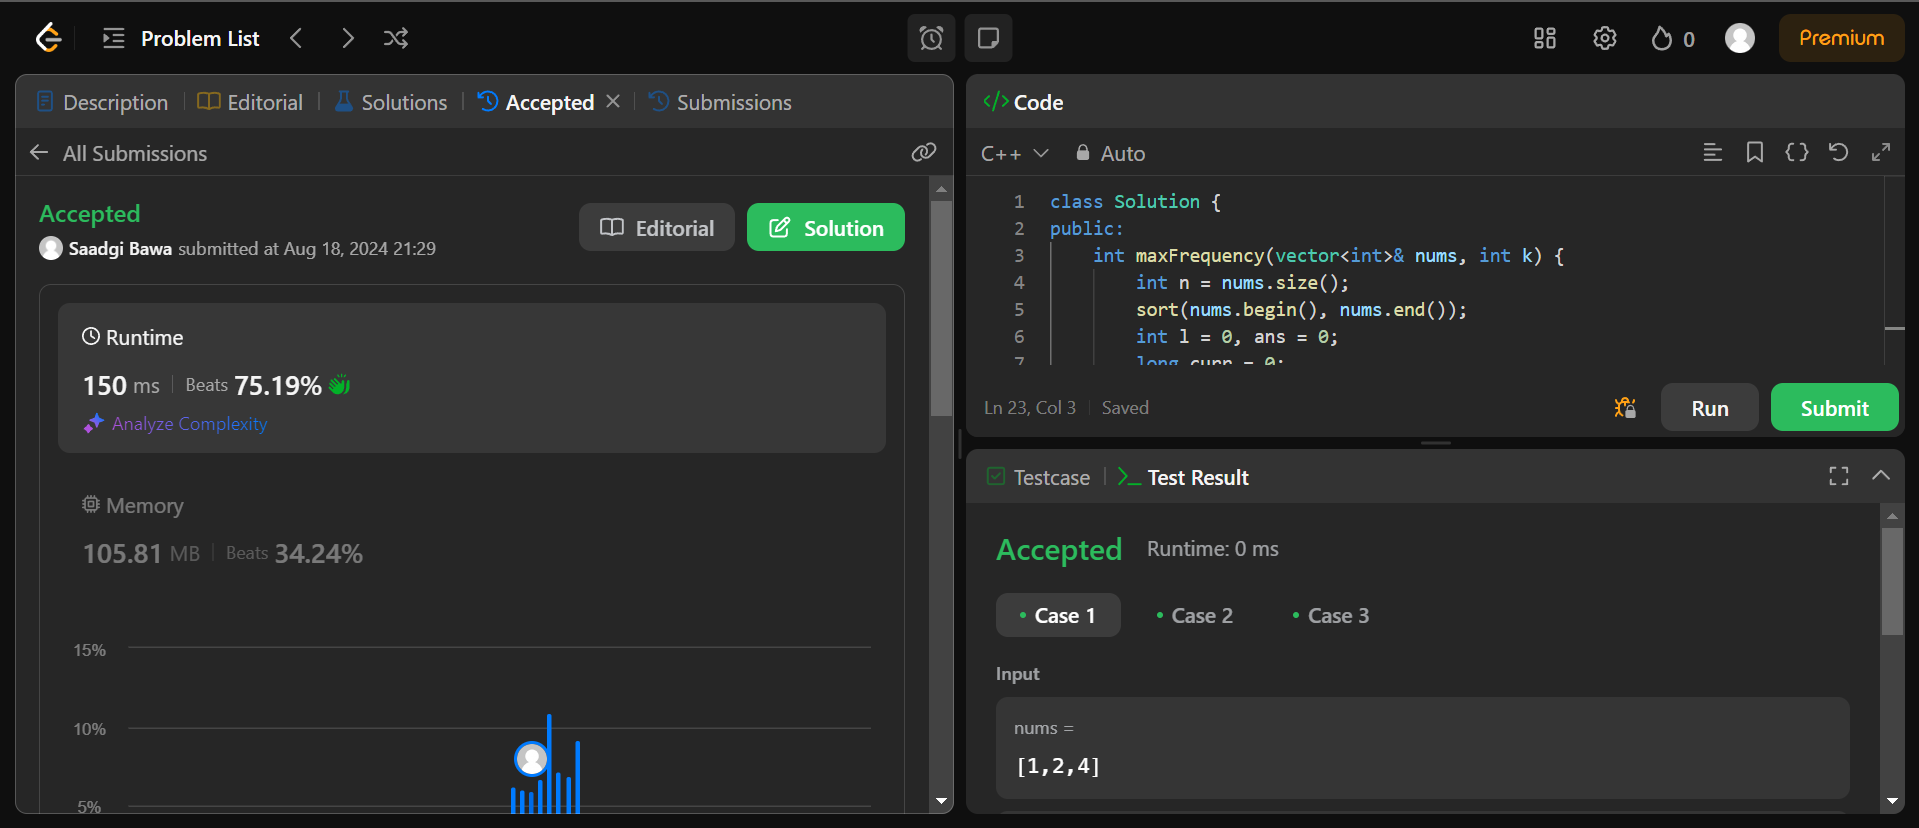 Problem List
0
Premium
Description
Editorial
Solutions
Accepted
Submissions
All Submissions
Accepted
Saadgi Bawa submitted at Aug 18, 2024 21:29
Editorial
Solution
Runtime
150 ms
Beats 75.19%
Analyze Complexity
Memory
105.81 MB
Beats 34.24%
15%
10%
5%
</> Code
C++
Auto
1 class Solution {
2 public:
3 int maxFrequency(vector<int>& nums, int k) {
4 int n = nums.size();
5 sort(nums.begin(), nums.end());
6 int l = 0, ans = 0;
7 long curr = 0;
Ln 23, Col 3
Saved
Run
Submit
Testcase
Test Result
Accepted
Runtime: 0 ms
Case 1
Case 2
Case 3
Input
nums =
[1,2,4]